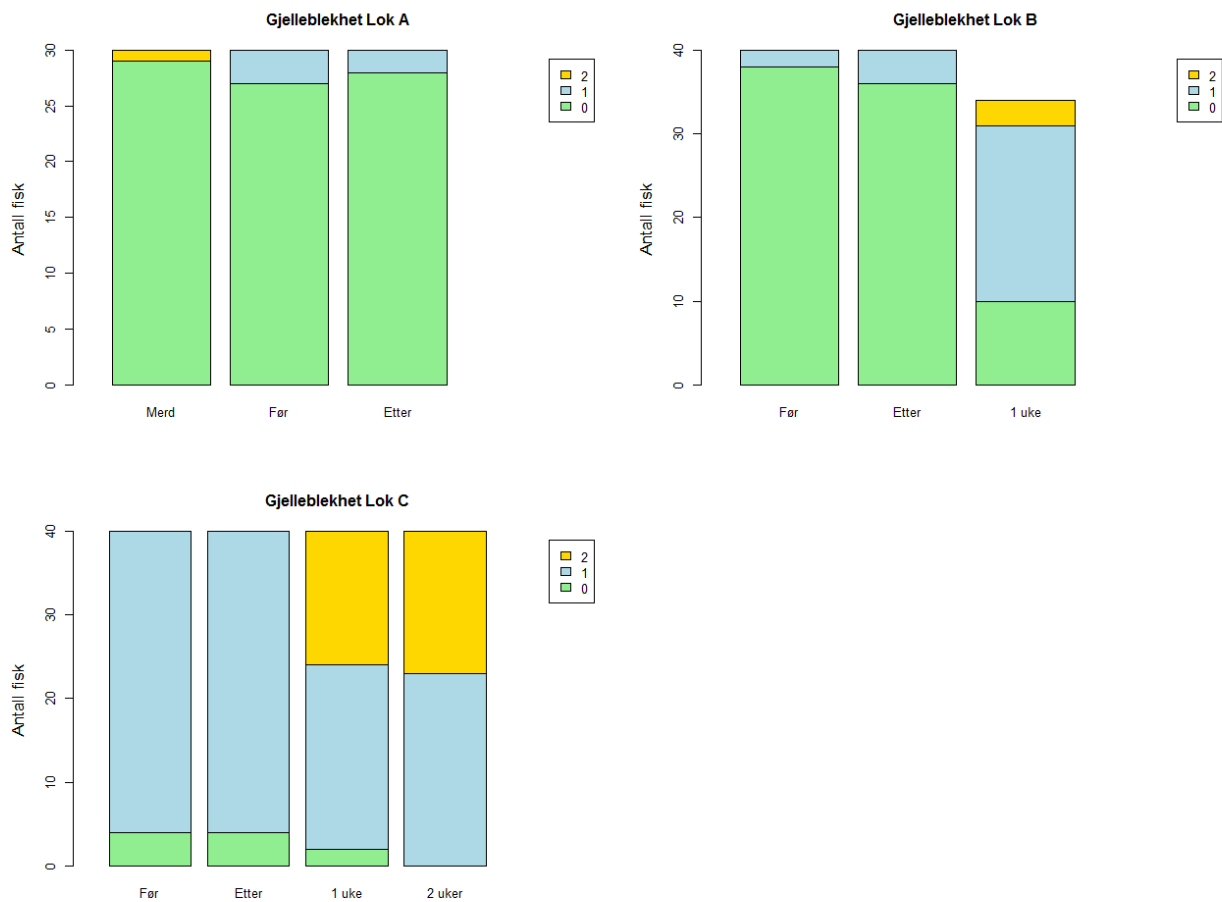 Gjelleblekhet Lok A
Antall fisk
30
25
20
15
10
5
0
Merd Før Etter
2
1
0
Gjelleblekhet Lok B
Antall fisk
40
30
20
10
0
Før Etter 1 uke
2
1
0
Gjelleblekhet Lok C
Antall fisk
40
30
20
10
0
Før Etter 1 uke 2 uker
2
1
0